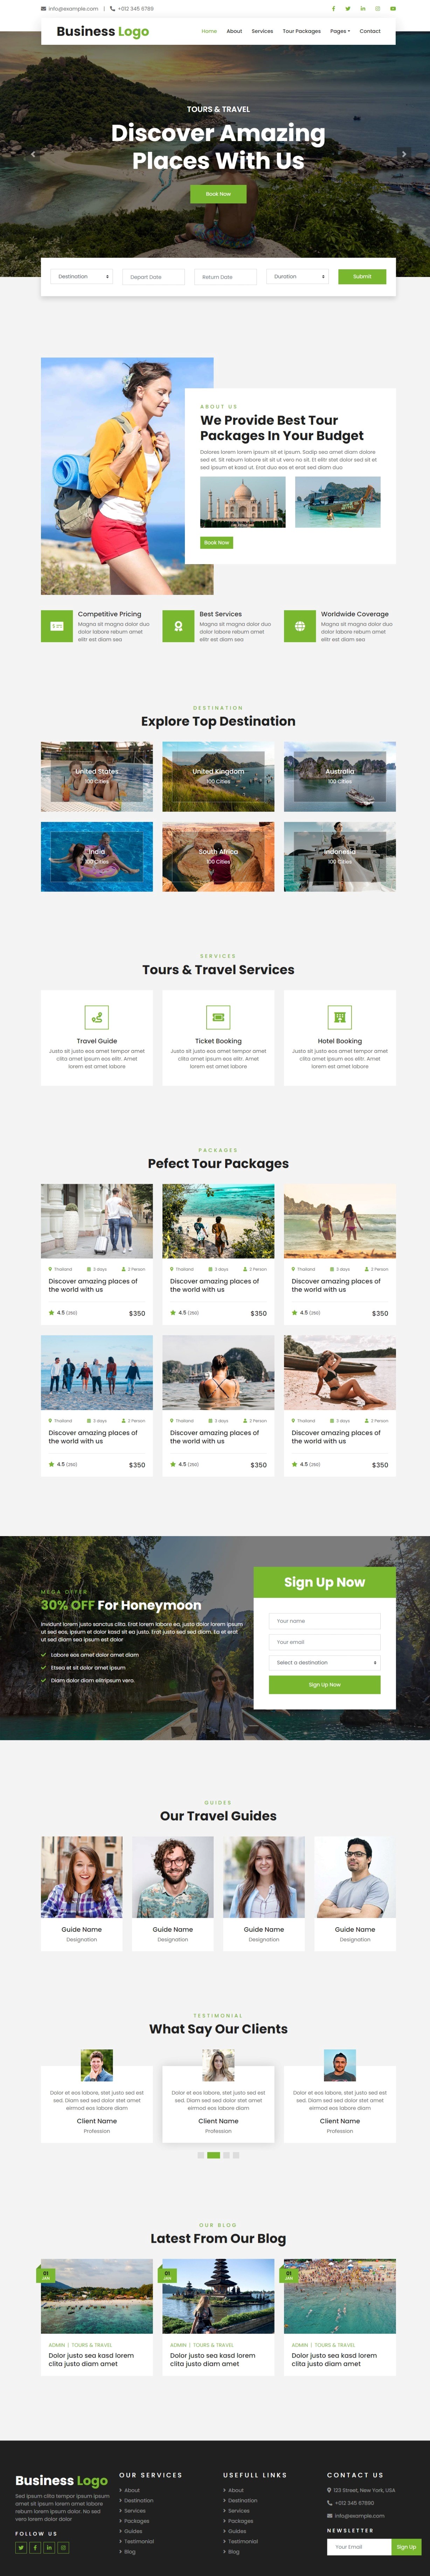 info@example.com | +012 345 6789
Business Logo
Home About Services Tour Packages Pages Contact
TOURS & TRAVEL
Discover Amazing
Places With Us
Book Now
Destination Depart Date Return Date Duration Submit
ABOUT US
We Provide Best Tour
Packages In Your Budget
Dolores lorem lorem ipsum sit et ipsum. Sadip sea amet diam dolore
sed et. Sit rebum labore sit sit ut vero no sit. Et elitr stet dolor sed sit et
sed ipsum et kasd ut. Erat duo eos et erat sed diam duo
Book Now
Competitive Pricing
Magna sit magna dolor duo
dolor labore rebum amet
elitr est diam sea
Best Services
Magna sit magna dolor duo
dolor labore rebum amet
elitr est diam sea
Worldwide Coverage
Magna sit magna dolor duo
dolor labore rebum amet
elitr est diam sea
DESTINATION
Explore Top Destination
United States
100 Cities
United Kingdom
100 Cities
Australia
100 Cities
India
100 Cities
South Africa
100 Cities
Indonesia
100 Cities
SERVICES
Tours & Travel Services
Travel Guide
Justo sit justo eos amet tempor amet
clita amet ipsum eos elitr. Amet
lorem est amet labore
Ticket Booking
Justo sit justo eos amet tempor amet
clita amet ipsum eos elitr. Amet
lorem est amet labore
Hotel Booking
Justo sit justo eos amet tempor amet
clita amet ipsum eos elitr. Amet
lorem est amet labore
PACKAGES
Pefect Tour Packages
Thailand 3 days 2 Person
Discover amazing places of
the world with us
4.5 (250) $350
Thailand 3 days 2 Person
Discover amazing places of
the world with us
4.5 (250) $350
Thailand 3 days 2 Person
Discover amazing places of
the world with us
4.5 (250) $350
Thailand 3 days 2 Person
Discover amazing places of
the world with us
4.5 (250) $350
Thailand 3 days 2 Person
Discover amazing places of
the world with us
4.5 (250) $350
Thailand 3 days 2 Person
Discover amazing places of
the world with us
4.5 (250) $350
MEGA OFFER
30% OFF For Honeymoon
Invidunt lorem justo sanctus clita. Erat lorem labore ea, justo dolor lorem ipsum
ut sed eos, ipsum et dolor kasd sit ea justo. Erat justo sed sed diam. Ea et erat
ut sed diam sea ipsum est dolor
Labore eos amet dolor amet diam
Etsea et sit dolor amet ipsum
Diam dolor diam elitripsum vero.
Sign Up Now
Your name
Your email
Select a destination
Sign Up Now
GUIDES
Our Travel Guides
Guide Name
Designation
Guide Name
Designation
Guide Name
Designation
Guide Name
Designation
TESTIMONIAL
What Say Our Clients
Dolor et eos labore, stet justo sed est
sed. Diam sed sed dolor stet amet
eirmod eos labore diam
Client Name
Profession
Dolor et eos labore, stet justo sed est
sed. Diam sed sed dolor stet amet
eirmod eos labore diam
Client Name
Profession
Dolor et eos labore, stet justo sed est
sed. Diam sed sed dolor stet amet
eirmod eos labore diam
Client Name
Profession
OUR BLOG
Latest From Our Blog
01
JAN
ADMIN | TOURS & TRAVEL
Dolor justo sea kasd lorem
clita justo diam amet
01
JAN
ADMIN | TOURS & TRAVEL
Dolor justo sea kasd lorem
clita justo diam amet
01
JAN
ADMIN | TOURS & TRAVEL
Dolor justo sea kasd lorem
clita justo diam amet
Business Logo
Sed ipsum clita tempor ipsum ipsum
amet sit ipsum lorem amet labore
rebum lorem ipsum dolor. No sed
vero lorem dolor dolor
FOLLOW US
OUR SERVICES
About
Destination
Services
Packages
Guides
Testimonial
Blog
USEFULL LINKS
About
Destination
Services
Packages
Guides
Testimonial
Blog
CONTACT US
123 Street, New York, USA
+012 345 67890
info@example.com
NEWSLETTER
Your Email Sign Up